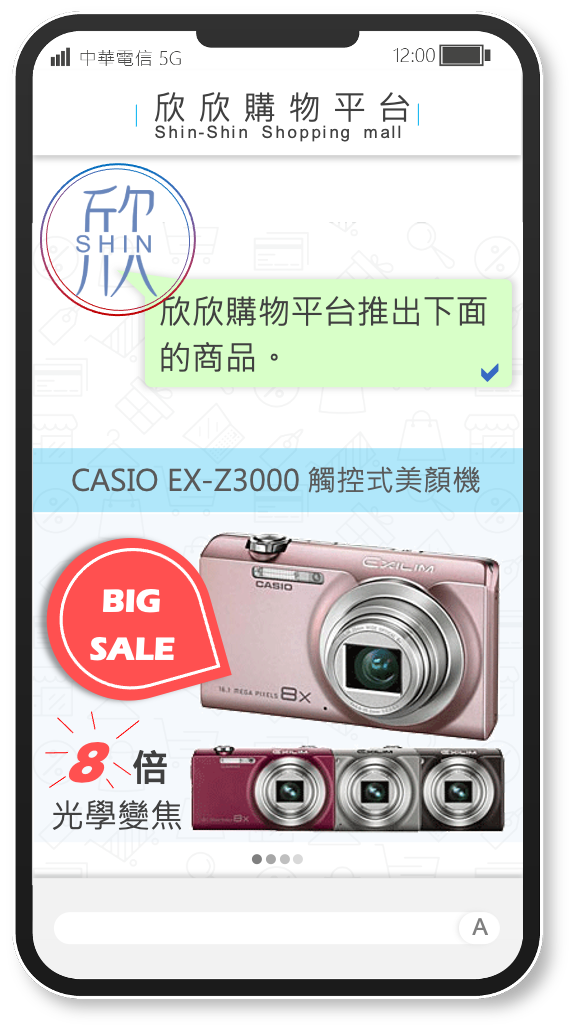 中華電信 5G
12:00
欣欣購物平台
Shin-Shin Shopping mall
欣
SHIN
欣欣購物平台推出下面
的商品。
CASIO EX-Z3000 觸控式美顏機
BIG
SALE
EXILIM
CASIO
16.1 MEGA PIXELS 8X
8倍
光學變焦
EXILIM
8X
A